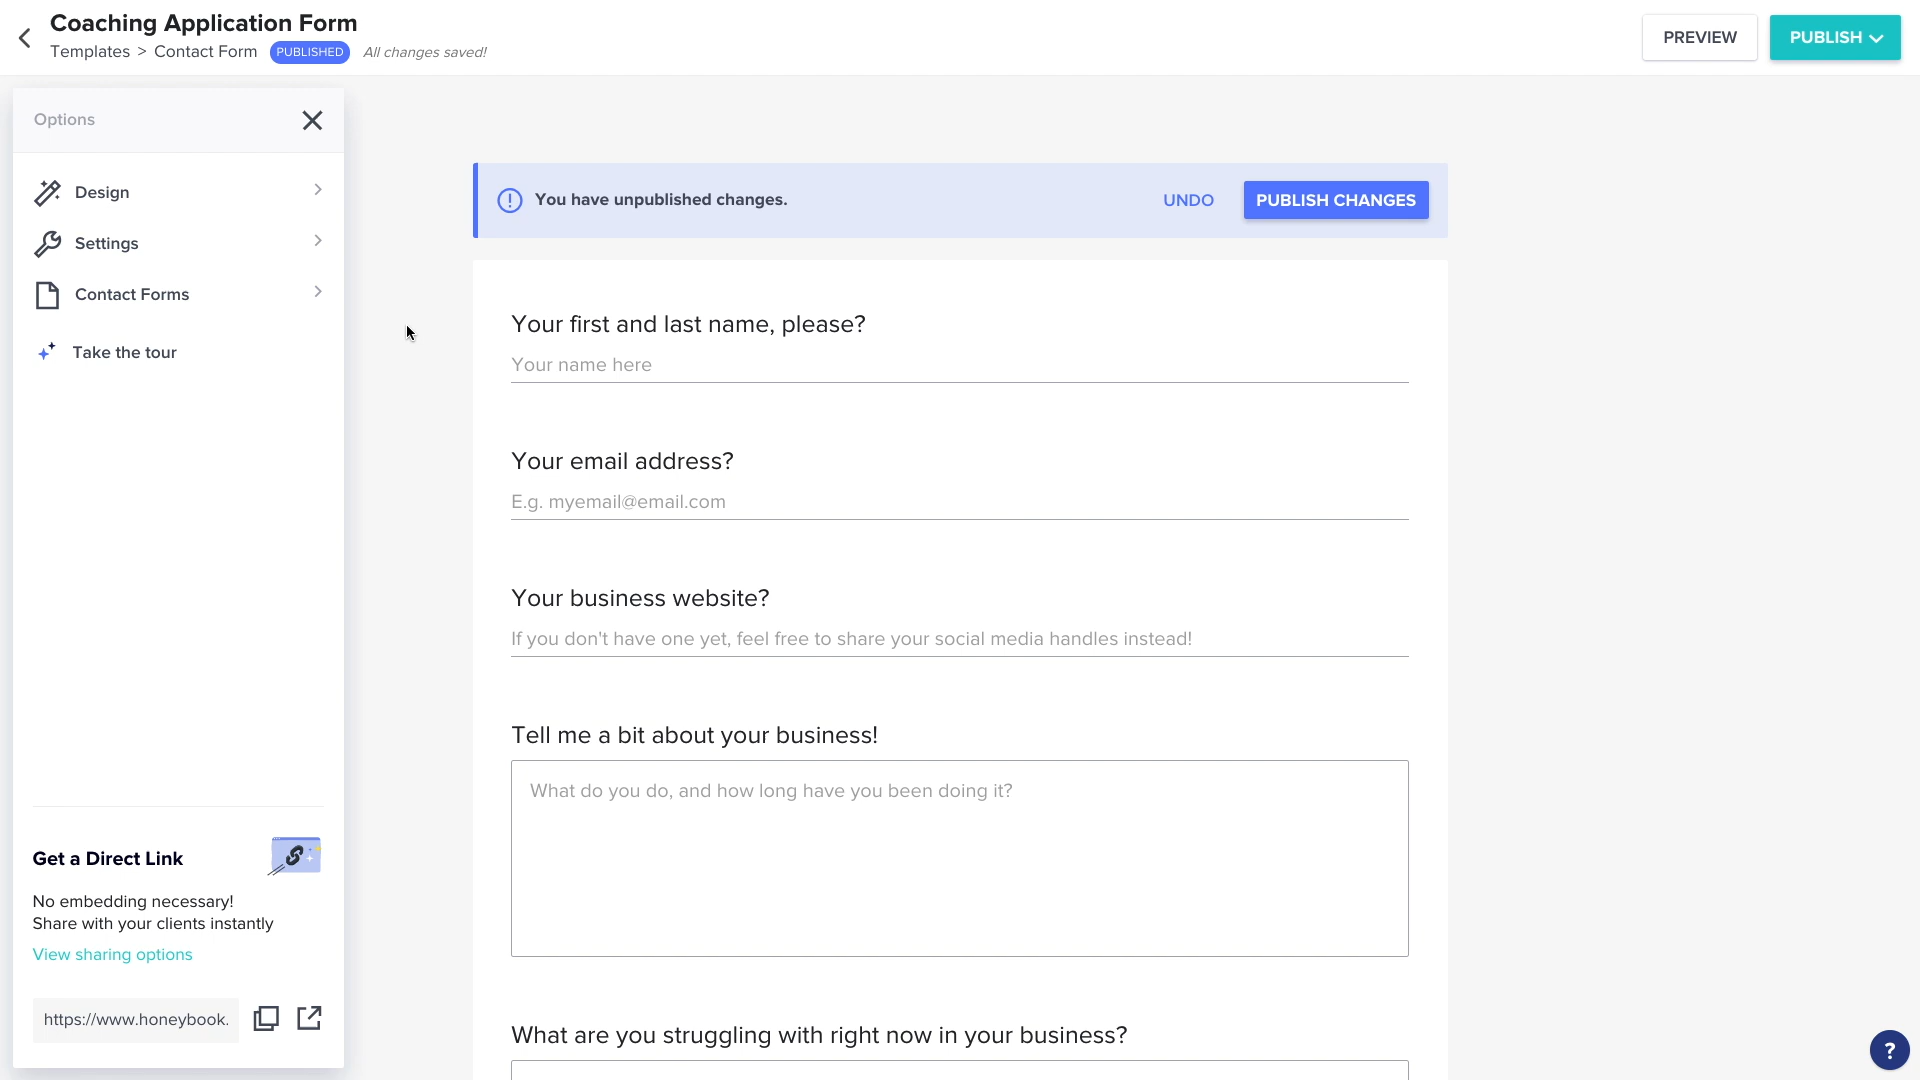 Coaching Application Form
Templates > Contact Form PUBLISHED All changes saved!
PREVIEW
PUBLISH
Options
Design
Settings
Contact Forms
Take the tour
Get a Direct Link
No embedding necessary!
Share with your clients instantly
View sharing options
https://www.honeybook.
You have unpublished changes.
UNDO
PUBLISH CHANGES
Your first and last name, please?
Your name here
Your email address?
E.g. myemail@email.com
Your business website?
If you don't have one yet, feel free to share your social media handles instead!
Tell me a bit about your business!
What do you do, and how long have you been doing it?
What are you struggling with right now in your business?
?